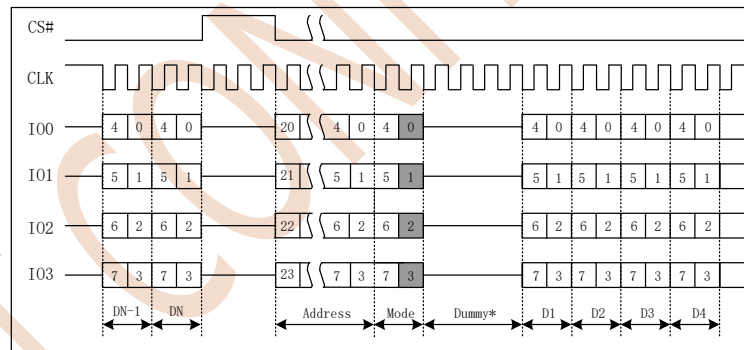 CS#
CLK
IO0 4 0 4 0 20 4 0 4 0 4 0 4 0 4 0 4 0
IO1 5 1 5 1 21 5 1 5 1 5 1 5 1 5 1 5 1
IO2 6 2 6 2 22 6 2 6 2 6 2 6 2 6 2 6 2
IO3 7 3 7 3 23 7 3 7 3 7 3 7 3 7 3 7 3
DN-1 DN Address Mode Dummy* D1 D2 D3 D4